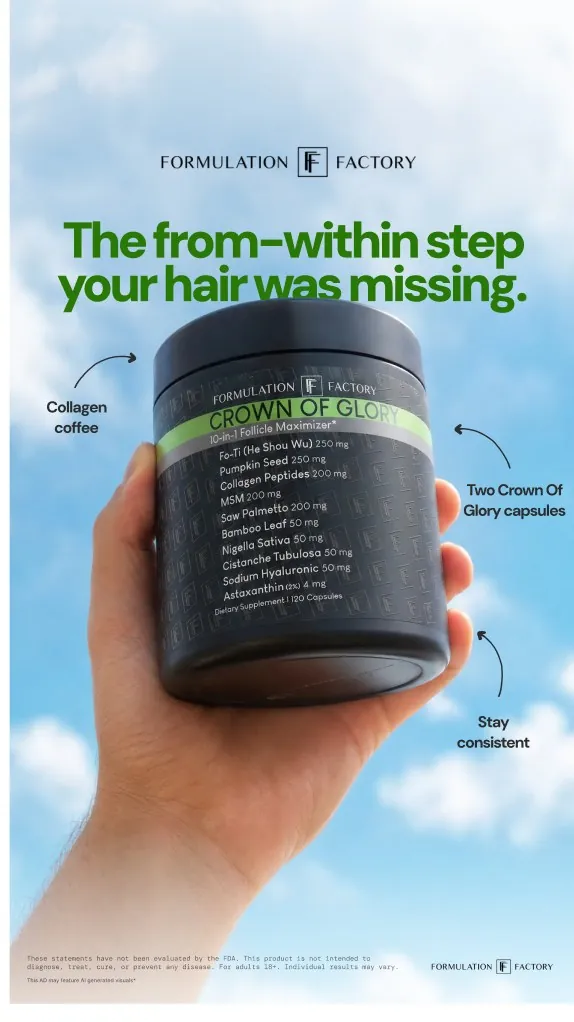 FORMULATION FF FACTORY
The from-within step
your hair was missing.
Collagen
coffee
FORMULATION FF FACTORY
CROWN OF GLORY
10-in-1 Follicle Maximizer*
Fo-Ti (He Shou Wu) 250 mg
Pumpkin Seed 250 mg
Collagen Peptides 200 mg
MSM 200 mg
Saw Palmetto 200 mg
Bamboo Leaf 50 mg
Nigella Sativa 50 mg
Cistanche Tubulosa 50 mg
Sodium Hyaluronic 50 mg
Astaxanthin (2%) 4 mg
Dietary Supplement | 120 Capsules
Two Crown Of
Glory capsules
Stay
consistent
These statements have not been evaluated by the FDA. This product is not intended to
diagnose, treat, cure, or prevent any disease. For adults 18+. Individual results may vary.
This AD may feature AI generated visuals*
FORMULATION FF FACTORY